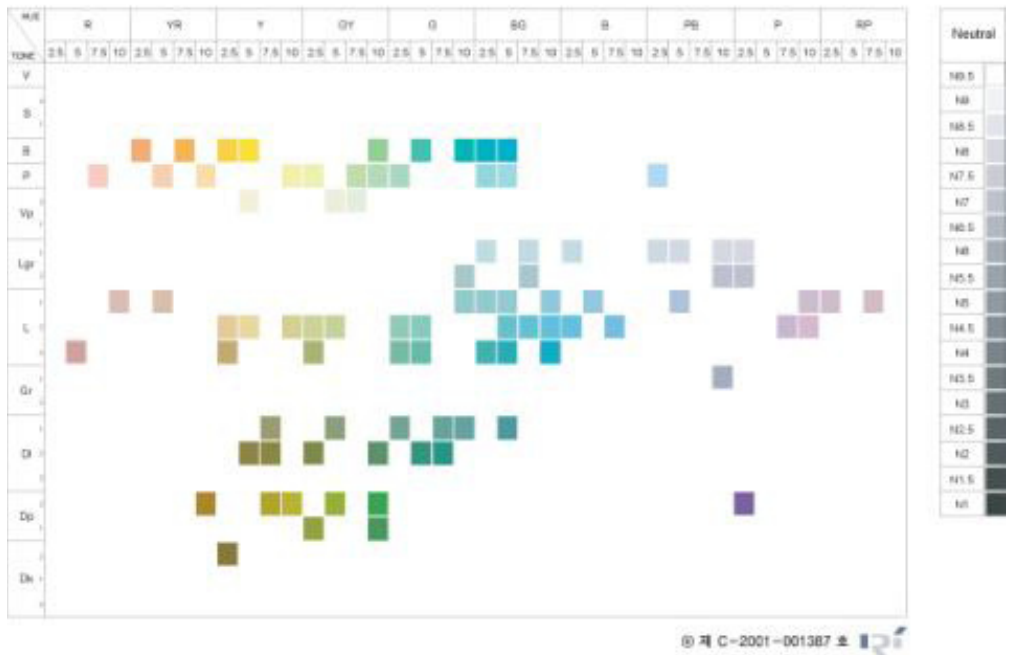 HUE R YR Y GY G BG B PB P RP
TONE 2.5 5 7.5 10 2.5 5 7.5 10 2.5 5 7.5 10 2.5 5 7.5 10 2.5 5 7.5 10 2.5 5 7.5 10 2.5 5 7.5 10 2.5 5 7.5 10 2.5 5 7.5 10 2.5 5 7.5 10
V
S
B
P
Vp
Lgr
L
Gr
Dl
Dp
Dk
Neutral
N9.5
N9
N8.5
N8
N7.5
N7
N6.5
N6
N5.5
N5
N4.5
N4
N3.5
N3
N2.5
N2
N1.5
N1
제 C-2001-001387 호 IRI